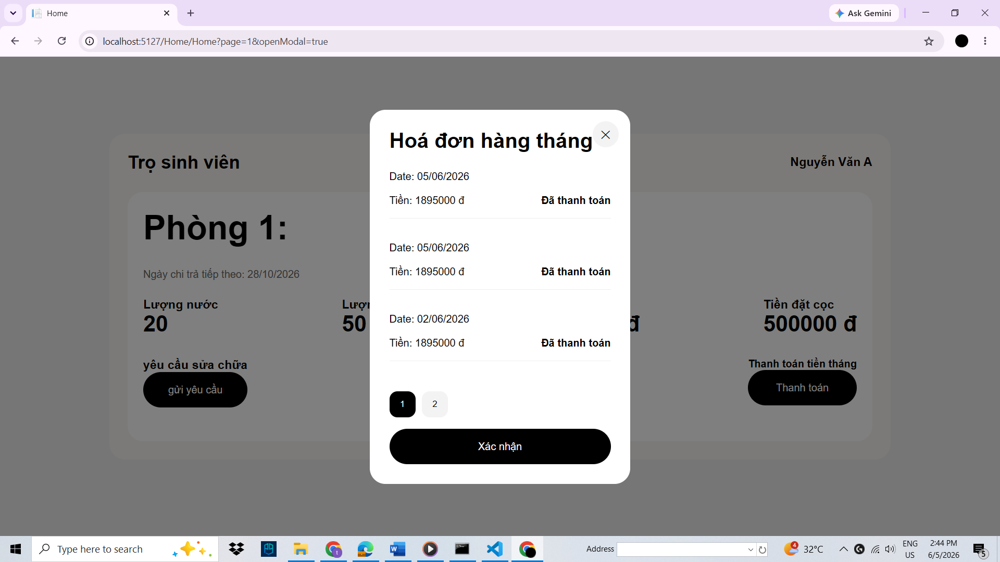 Home
Ask Gemini
localhost:5127/Home/Home?page=1&openModal=true
Trọ sinh viên
Nguyễn Văn A
Phòng 1:
Ngày chi trả tiếp theo: 28/10/2026
Lượng nước
20
50
đ
Tiền đặt cọc
500000 đ
yêu cầu sửa chữa
gửi yêu cầu
Thanh toán tiền tháng
Thanh toán
Hoá đơn hàng tháng
Date: 05/06/2026
Tiền: 1895000 đ Đã thanh toán
Date: 05/06/2026
Tiền: 1895000 đ Đã thanh toán
Date: 02/06/2026
Tiền: 1895000 đ Đã thanh toán
1 2
Xác nhận
Type here to search
Address
4
32°C
ENG
US
2:44 PM
6/5/2026
5